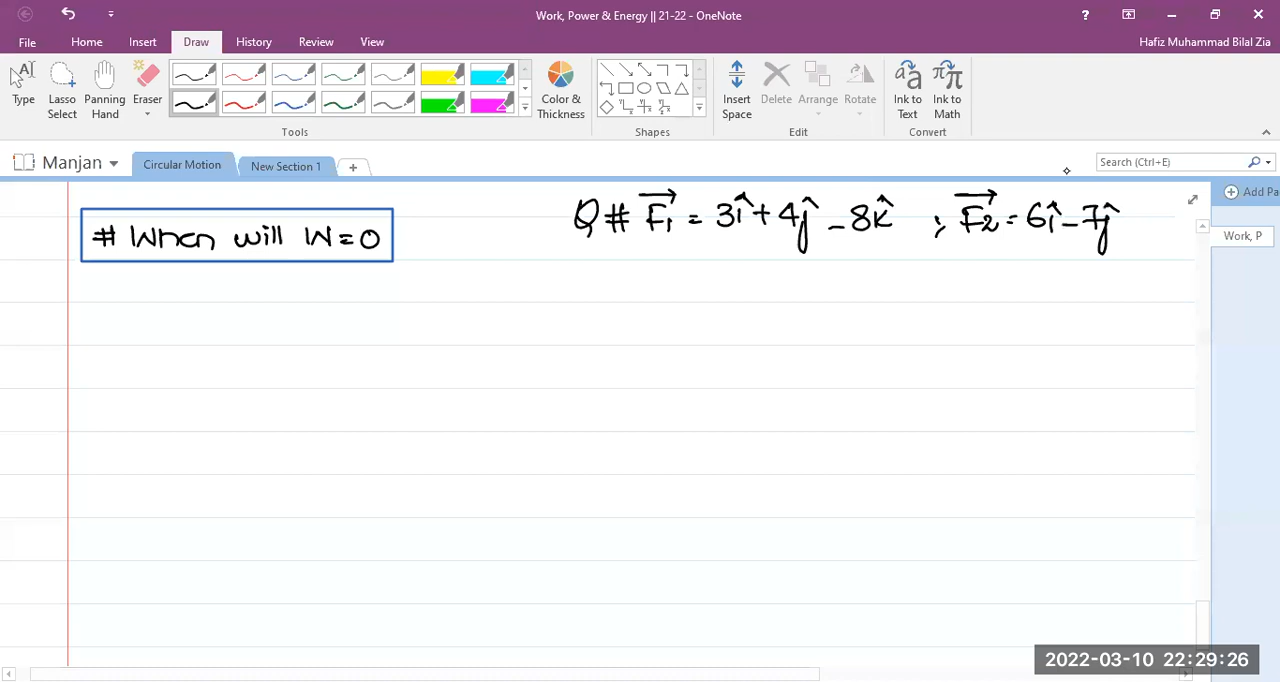 Work, Power & Energy || 21-22 - OneNote
?
File Home Insert Draw History Review View Hafiz Muhammad Bilal Zia
Type Lasso Select Panning Hand Eraser Color & Thickness Insert Space Delete Arrange Rotate Ink to Text Ink to Math
Tools Shapes Edit Convert
Manjan Circular Motion New Section 1 + Search (Ctrl+E)
Add Pa
Work, P
# When will W = 0
Q # F₁ = 3î + 4ĵ - 8k̂ ; F₂ = 6î - 7ĵ
2022-03-10 22:29:26